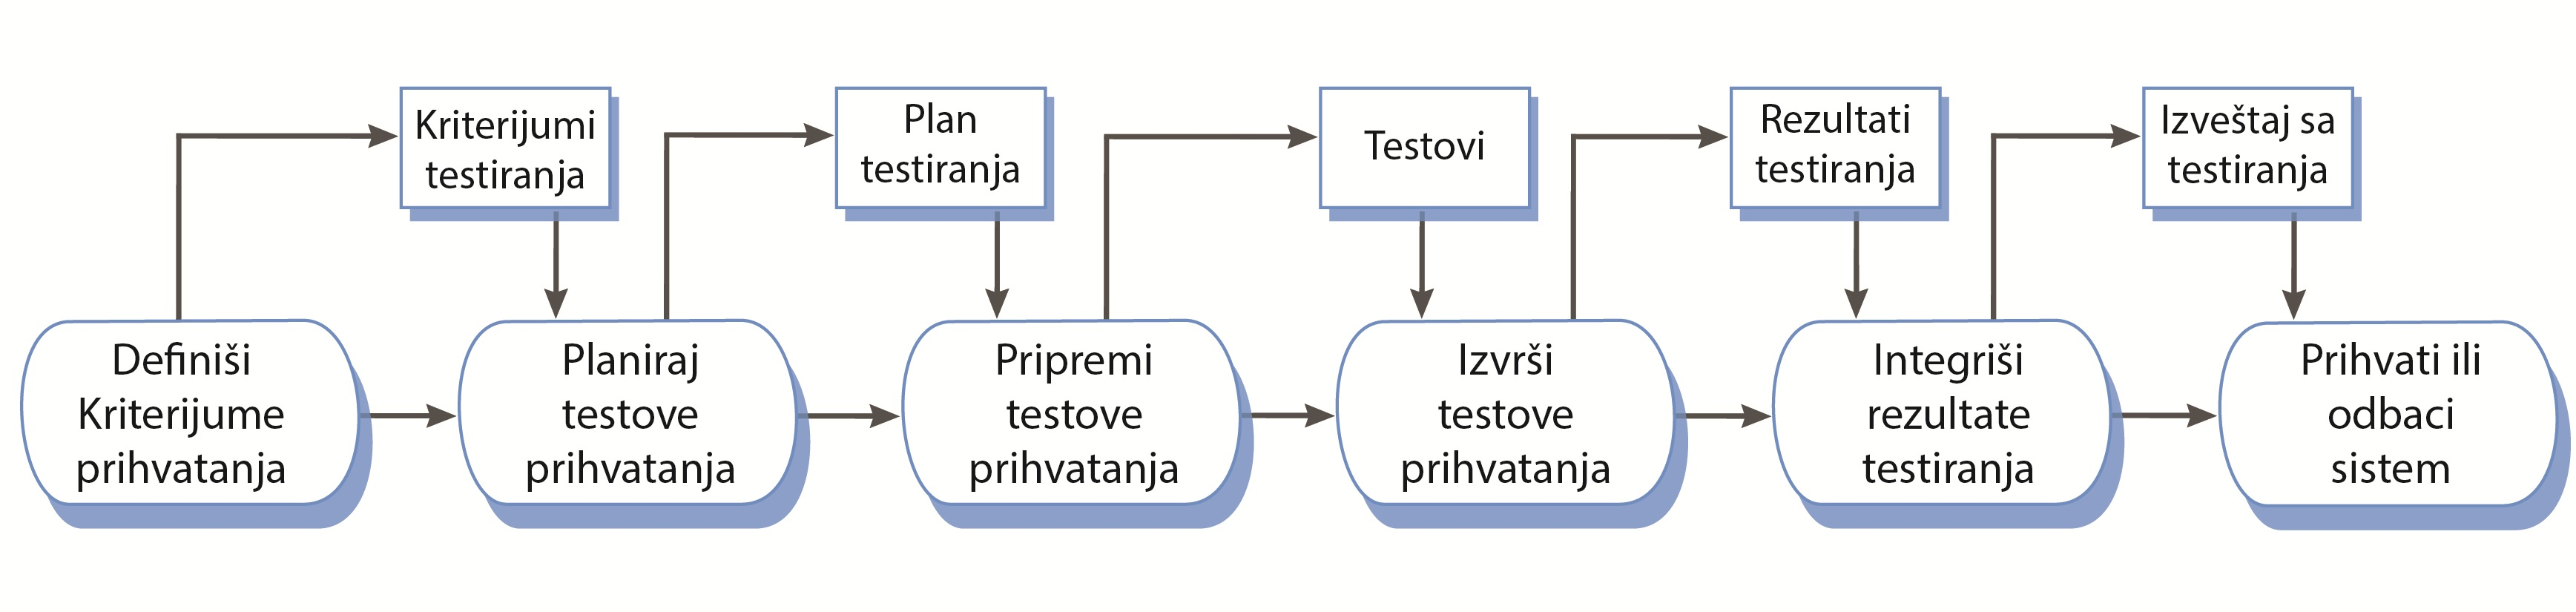 Kriterijumi
testiranja
Plan
testiranja
Testovi
Rezultati
testiranja
Izveštaj sa
testiranja
Definiši
Kriterijume
prihvatanja
Planiraj
testove
prihvatanja
Pripremi
testove
prihvatanja
Izvrši
testove
prihvatanja
Integriši
rezultate
testiranja
Prihvati ili
odbaci
sistem